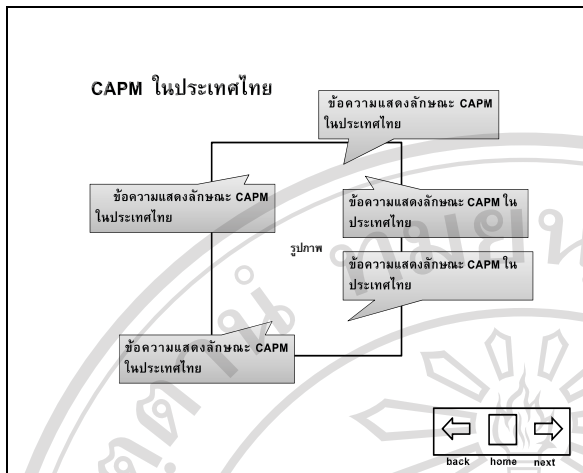 CAPM ในประเทศไทย
ข้อความแสดงลักษณะ CAPM
ในประเทศไทย
ข้อความแสดงลักษณะ CAPM
ในประเทศไทย
ข้อความแสดงลักษณะ CAPM ใน
ประเทศไทย
รูปภาพ
ข้อความแสดงลักษณะ CAPM ใน
ประเทศไทย
ข้อความแสดงลักษณะ CAPM
ในประเทศไทย
back home next